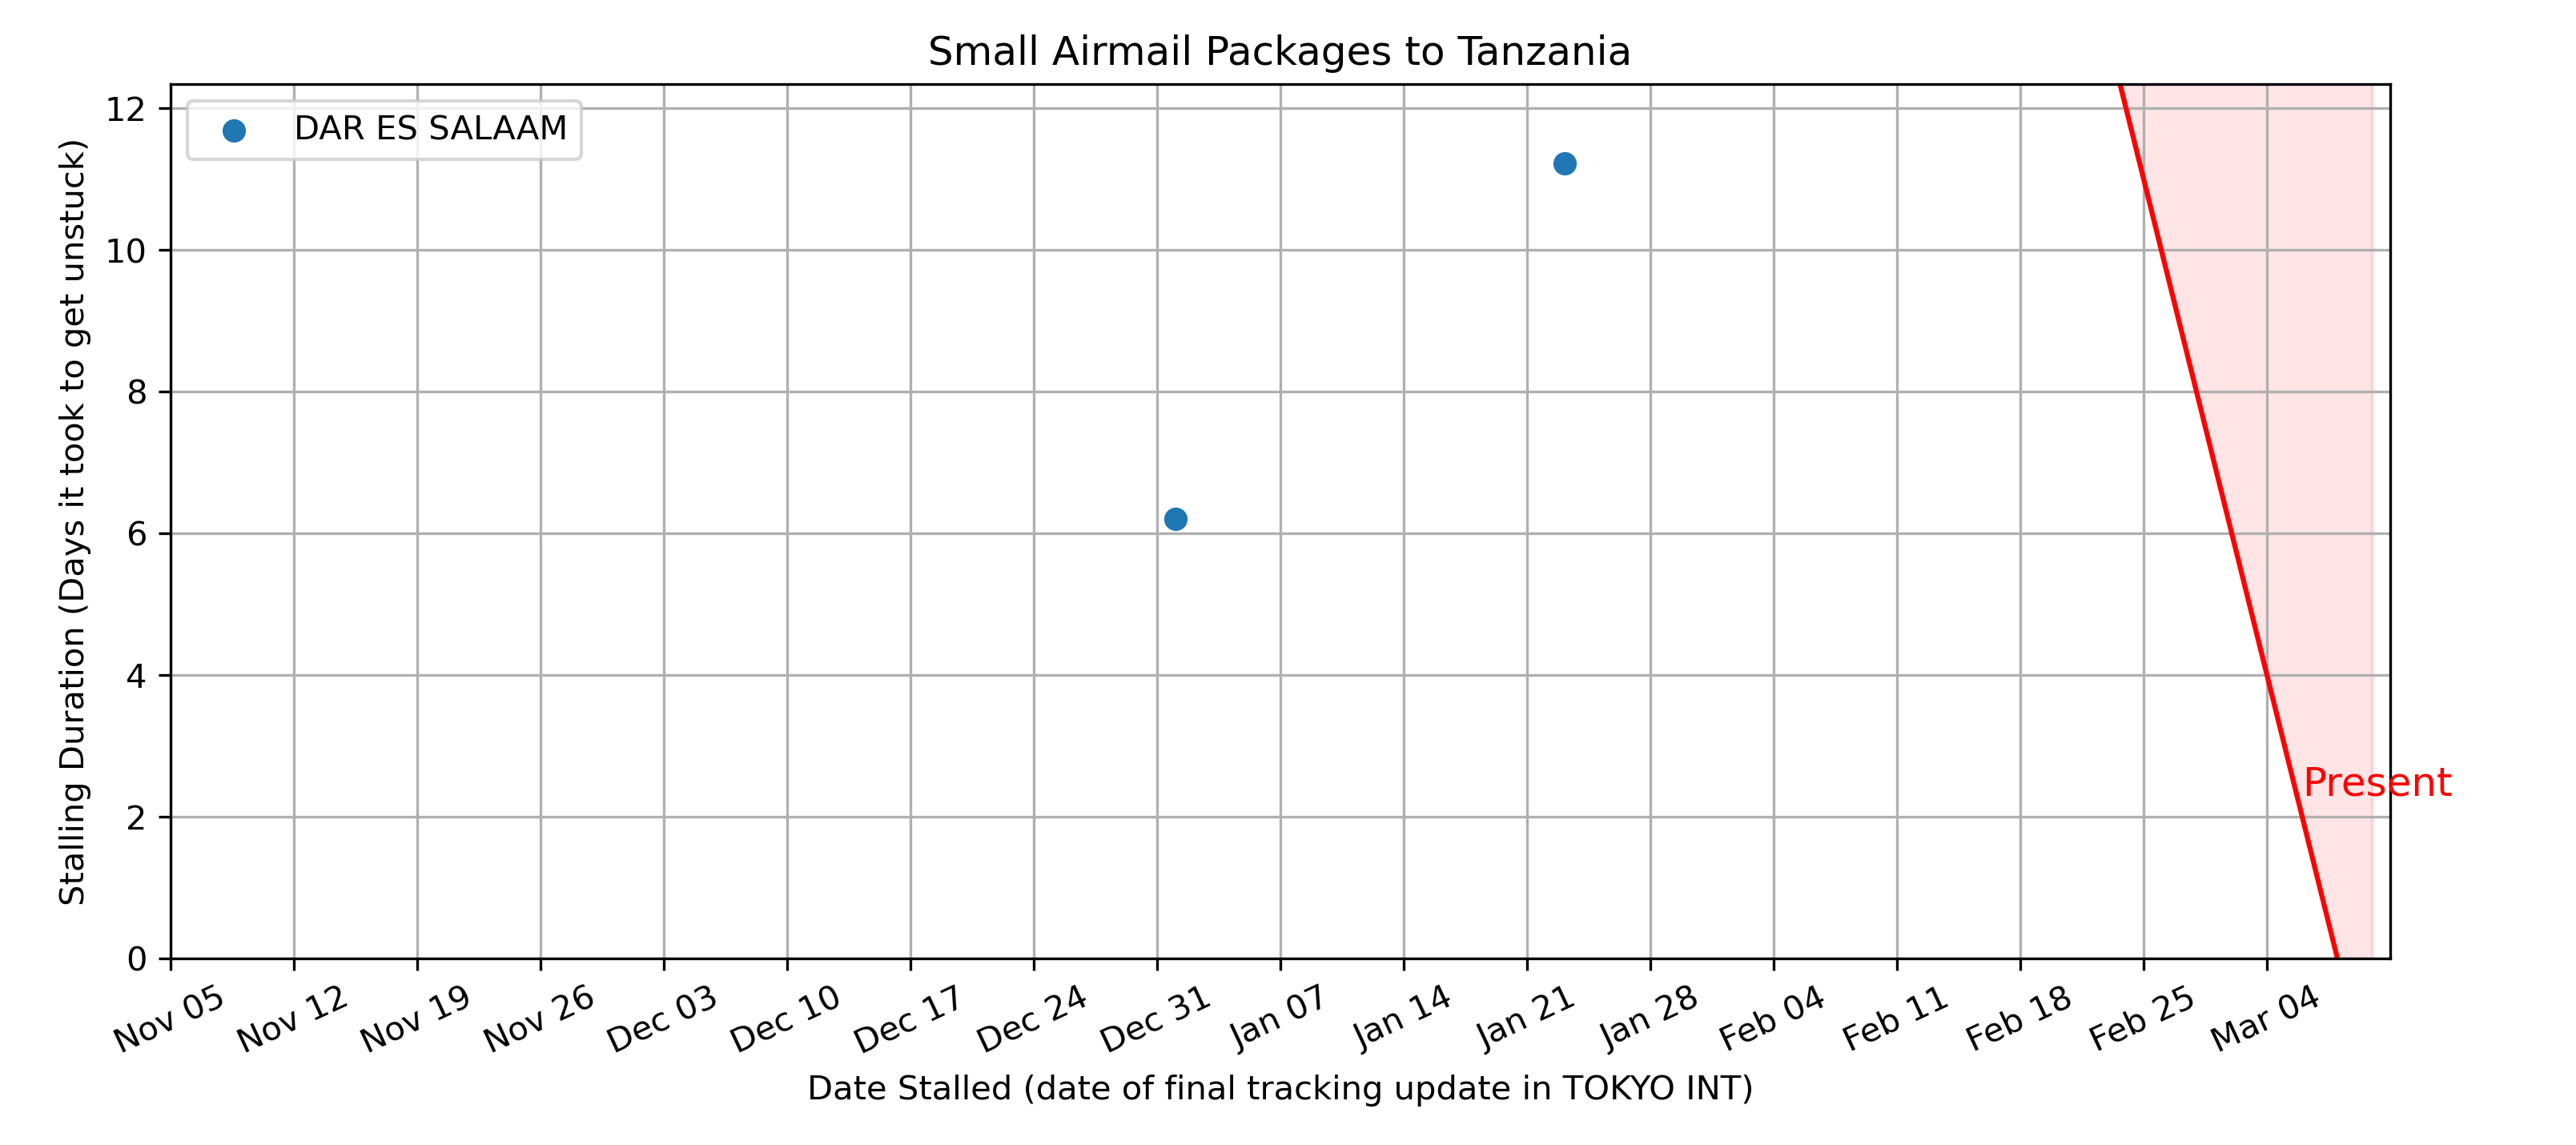 Small Airmail Packages to Tanzania
DAR ES SALAAM
Stalling Duration (Days it took to get unstuck)
12
10
8
6
4
2
0
Present
Nov 05
Nov 12
Nov 19
Nov 26
Dec 03
Dec 10
Dec 17
Dec 24
Dec 31
Jan 07
Jan 14
Jan 21
Jan 28
Feb 04
Feb 11
Feb 18
Feb 25
Mar 04
Date Stalled (date of final tracking update in TOKYO INT)